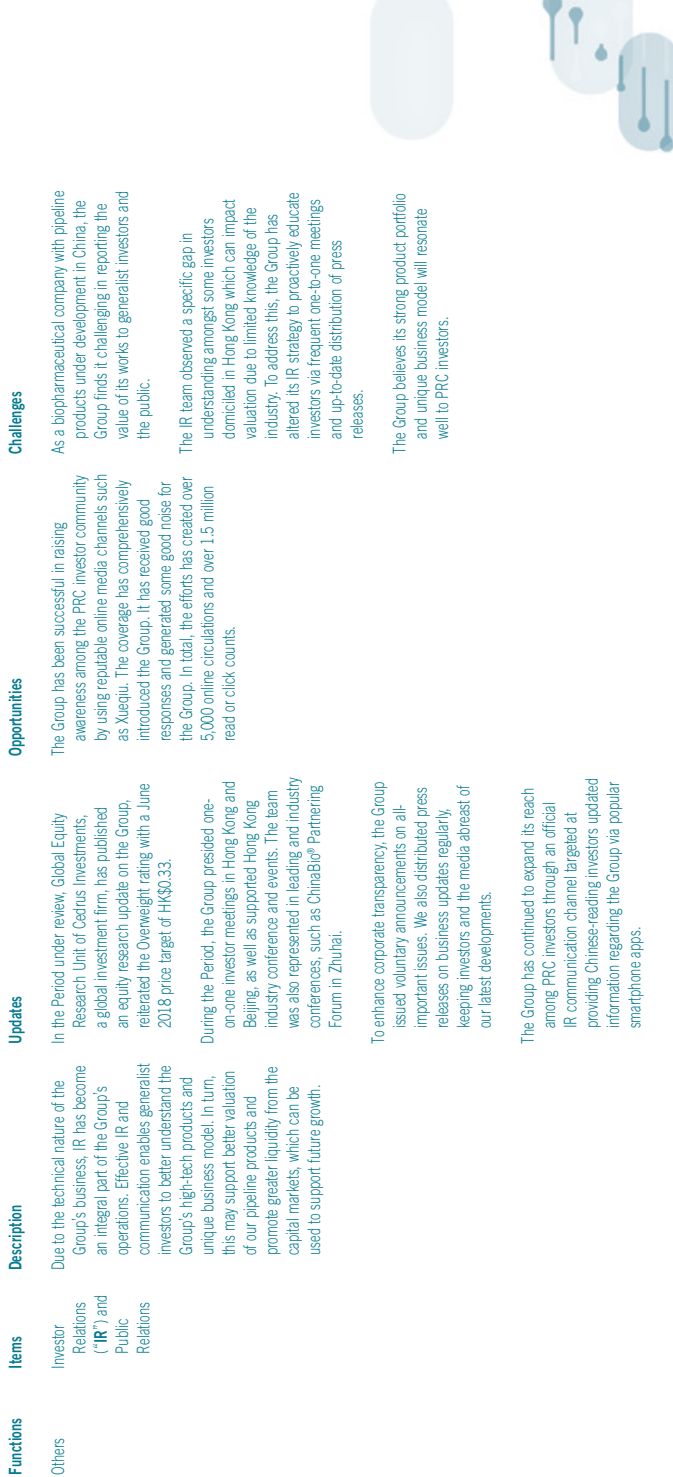 Functions
Items
Description
Updates
Opportunities
Challenges
Others
Investor
Relations
(“IR”) and
Public
Relations
Due to the technical nature of the
Group’s business, IR has become
an integral part of the Group’s
operations. Effective IR and
communication enables generalist
investors to better understand the
Group’s high-tech products and
unique business model. In turn,
this may support better valuation
of our pipeline products and
promote greater liquidity from the
capital markets, which can be
used to support future growth.
In the Period under review, Global Equity
Research Unit of Cedrus Investments,
a global investment firm, has published
an equity research update on the Group,
reiterated the Overweight rating with a June
2018 price target of HK$0.33.
During the Period, the Group presided one-
on-one investor meetings in Hong Kong and
Beijing, as well as supported Hong Kong
industry conference and events. The team
was also represented in leading and industry
conferences, such as ChinaBio® Partnering
Forum in Zhuhai.
To enhance corporate transparency, the Group
issued voluntary announcements on all-
important issues. We also distributed press
releases on business updates regularly,
keeping investors and the media abreast of
our latest developments.
The Group has continued to expand its reach
among PRC investors through an official
IR communication channel targeted at
providing Chinese-reading investors updated
information regarding the Group via popular
smartphone apps.
The Group has been successful in raising
awareness among the PRC investor community
by using reputable online media channels such
as Xueqiu. The coverage has comprehensively
introduced the Group. It has received good
responses and generated some good noise for
the Group. In total, the efforts has created over
5,000 online circulations and over 1.5 million
read or click counts.
As a biopharmaceutical company with pipeline
products under development in China, the
Group finds it challenging in reporting the
value of its works to generalist investors and
the public.
The IR team observed a specific gap in
understanding amongst some investors
domiciled in Hong Kong which can impact
valuation due to limited knowledge of the
industry. To address this, the Group has
altered its IR strategy to proactively educate
investors via frequent one-to-one meetings
and up-to-date distribution of press
releases.
The Group believes its strong product portfolio
and unique business model will resonate
well to PRC investors.